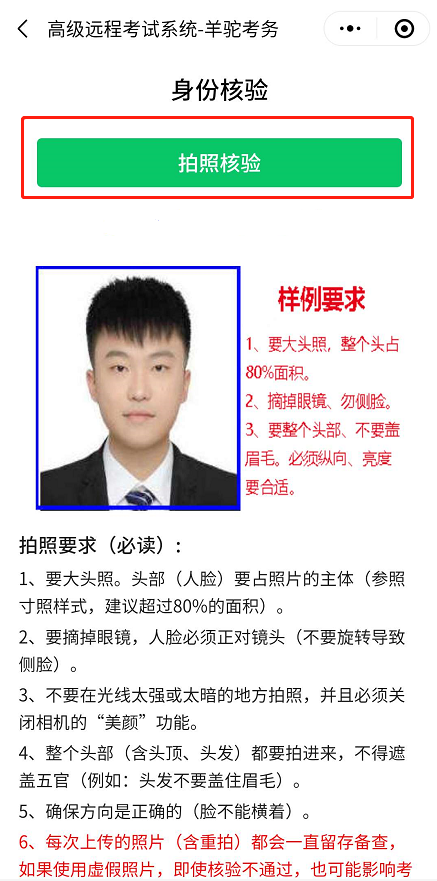 高级远程考试系统-羊驼考务
身份核验
拍照核验
样例要求
1、要大头照，整个头占
80%面积。
2、摘掉眼镜、勿侧脸。
3、要整个头部、不要盖
眉毛。必须纵向、亮度
要合适。
拍照要求（必读）：
1、要大头照。头部（人脸）要占照片的主体（参照
寸照样式，建议超过80%的面积）。
2、要摘掉眼镜，人脸必须正对镜头（不要旋转导致
侧脸）。
3、不要在光线太强或太暗的地方拍照，并且必须关
闭相机的“美颜”功能。
4、整个头部（含头顶、头发）都要拍进来，不得遮
盖五官（例如：头发不要盖住眉毛）。
5、确保方向是正确的（脸不能横着）。
6、每次上传的照片（含重拍）都会一直留存备查，
如果使用虚假照片，即使核验不通过，也可能影响考